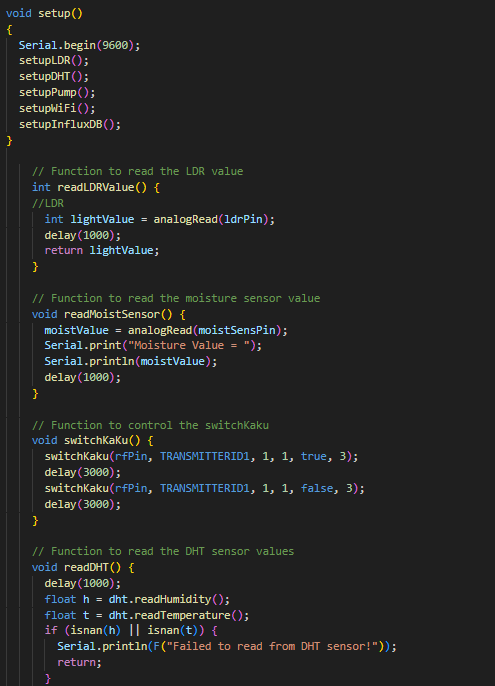 void setup()
{
  Serial.begin(9600);
  setupLDR();
  setupDHT();
  setupPump();
  setupWiFi();
  setupInfluxDB();
}
    // Function to read the LDR value
    int readLDRValue() {
    //LDR
      int lightValue = analogRead(ldrPin);
      delay(1000);
      return lightValue;
    }
    // Function to read the moisture sensor value
    void readMoistSensor() {
      moistValue = analogRead(moistSensPin);
      Serial.print("Moisture Value = ");
      Serial.println(moistValue);
      delay(1000);
    }
    // Function to control the switchKaku
    void switchKaKu() {
      switchKaku(rfPin, TRANSMITTERID1, 1, 1, true, 3);
      delay(3000);
      switchKaku(rfPin, TRANSMITTERID1, 1, 1, false, 3);
      delay(3000);
    }
    // Function to read the DHT sensor values
    void readDHT() {
      delay(1000);
      float h = dht.readHumidity();
      float t = dht.readTemperature();
      if (isnan(h) || isnan(t)) {
        Serial.println(F("Failed to read from DHT sensor!"));
        return;
      }